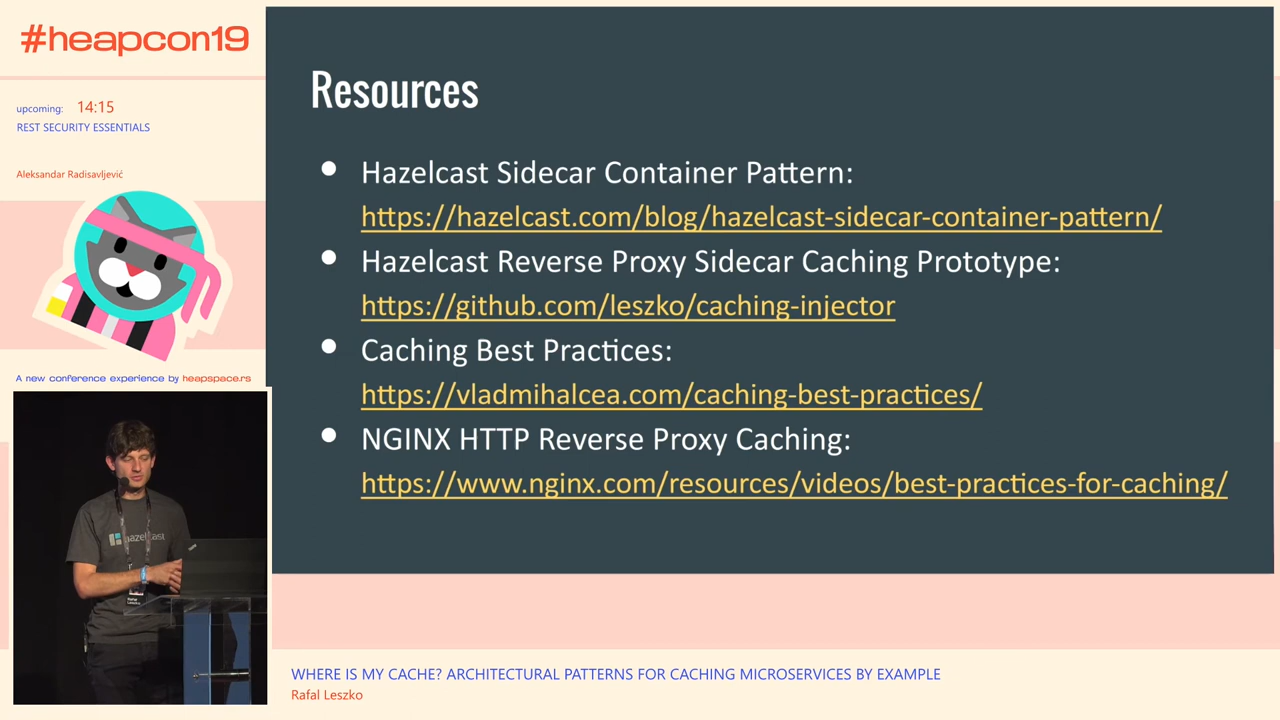 #heapcon19
upcoming: 14:15
REST SECURITY ESSENTIALS
Aleksandar Radisavljević
A new conference experience by heapspace.rs
Resources
• Hazelcast Sidecar Container Pattern:
https://hazelcast.com/blog/hazelcast-sidecar-container-pattern/
• Hazelcast Reverse Proxy Sidecar Caching Prototype:
https://github.com/leszko/caching-injector
• Caching Best Practices:
https://vladmihalcea.com/caching-best-practices/
• NGINX HTTP Reverse Proxy Caching:
https://www.nginx.com/resources/videos/best-practices-for-caching/
hazelcast
Rafal
Leszko
WHERE IS MY CACHE? ARCHITECTURAL PATTERNS FOR CACHING MICROSERVICES BY EXAMPLE
Rafal Leszko